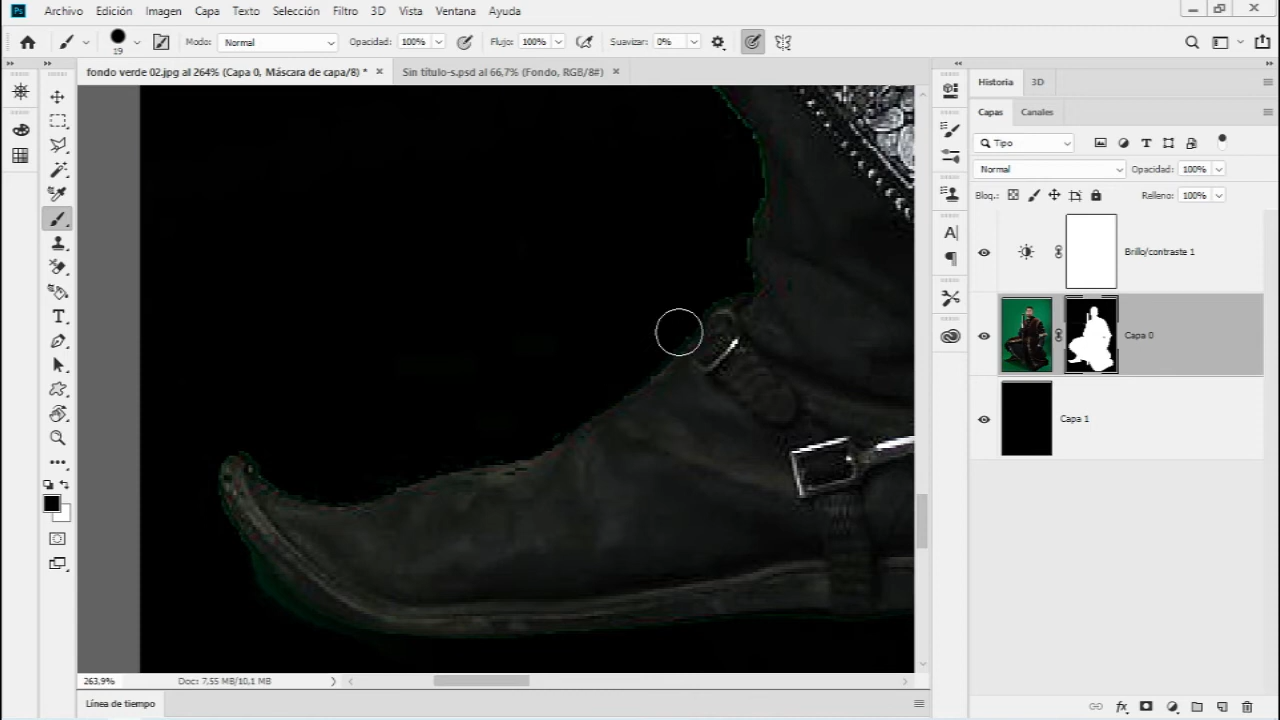 Ps Archivo Edición Imagen Capa Texto Selección Filtro 3D Vista Ventana Ayuda
19 Modo: Normal Opacidad: 100% Flujo: 100% Suavizar: 0%
fondo verde 02.jpg al 264% (Capa 0, Máscara de capa/8) * × Sin título-s.psd al 66,7% (Fondo, RGB/8#) ×
Historia 3D
Capas Canales
Tipo
Normal Opacidad: 100%
Bloq.: Relleno: 100%
Brillo/contraste 1
Capa 0
Capa 1
263,9% Doc: 7,55 MB/10,1 MB
Línea de tiempo